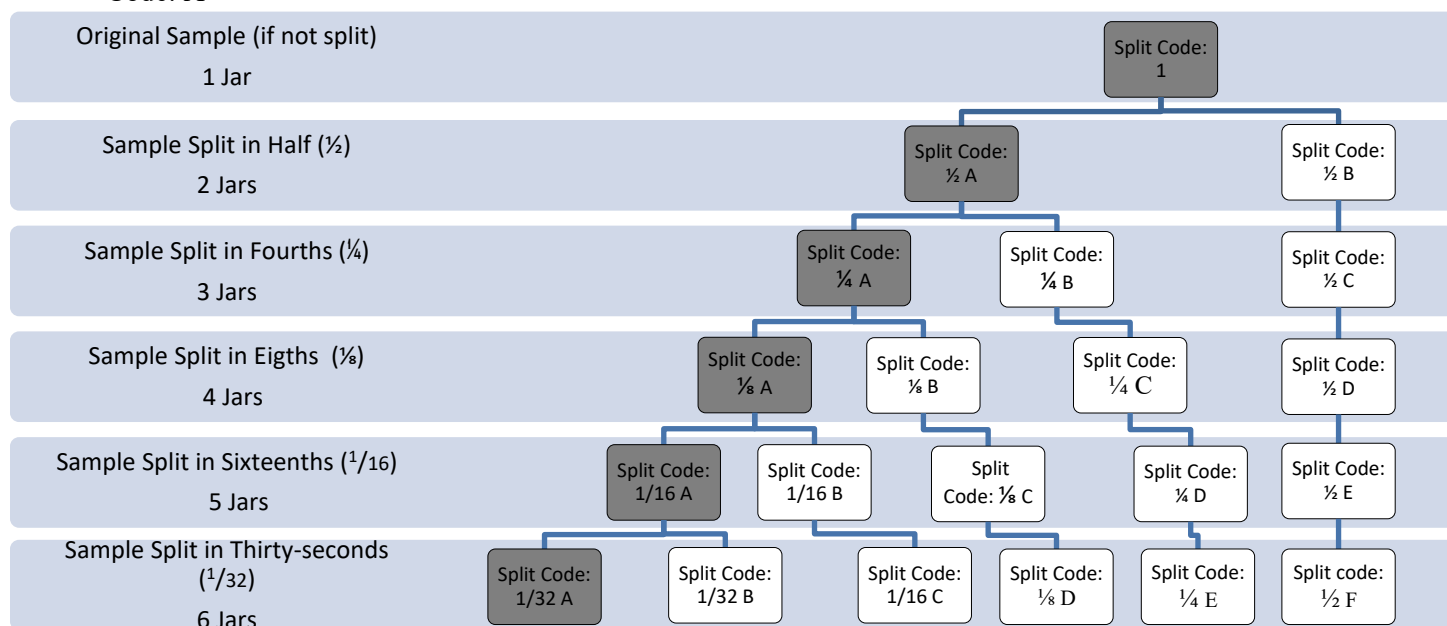 Original Sample (if not split)
1 Jar
Split Code:
1
Sample Split in Half (½)
2 Jars
Split Code:
½ A
Split Code:
½ B
Sample Split in Fourths (¼)
3 Jars
Split Code:
¼ A
Split Code:
¼ B
Split Code:
½ C
Sample Split in Eigths (⅛)
4 Jars
Split Code:
⅛ A
Split Code:
⅛ B
Split Code:
¼ C
Split Code:
½ D
Sample Split in Sixteenths (¹/16)
5 Jars
Split Code:
1/16 A
Split Code:
1/16 B
Split
Code: ⅛ C
Split Code:
¼ D
Split Code:
½ E
Sample Split in Thirty-seconds
(¹/32)
6 Jars
Split Code:
1/32 A
Split Code:
1/32 B
Split Code:
1/16 C
Split Code:
⅛ D
Split Code:
¼ E
Split code:
½ F